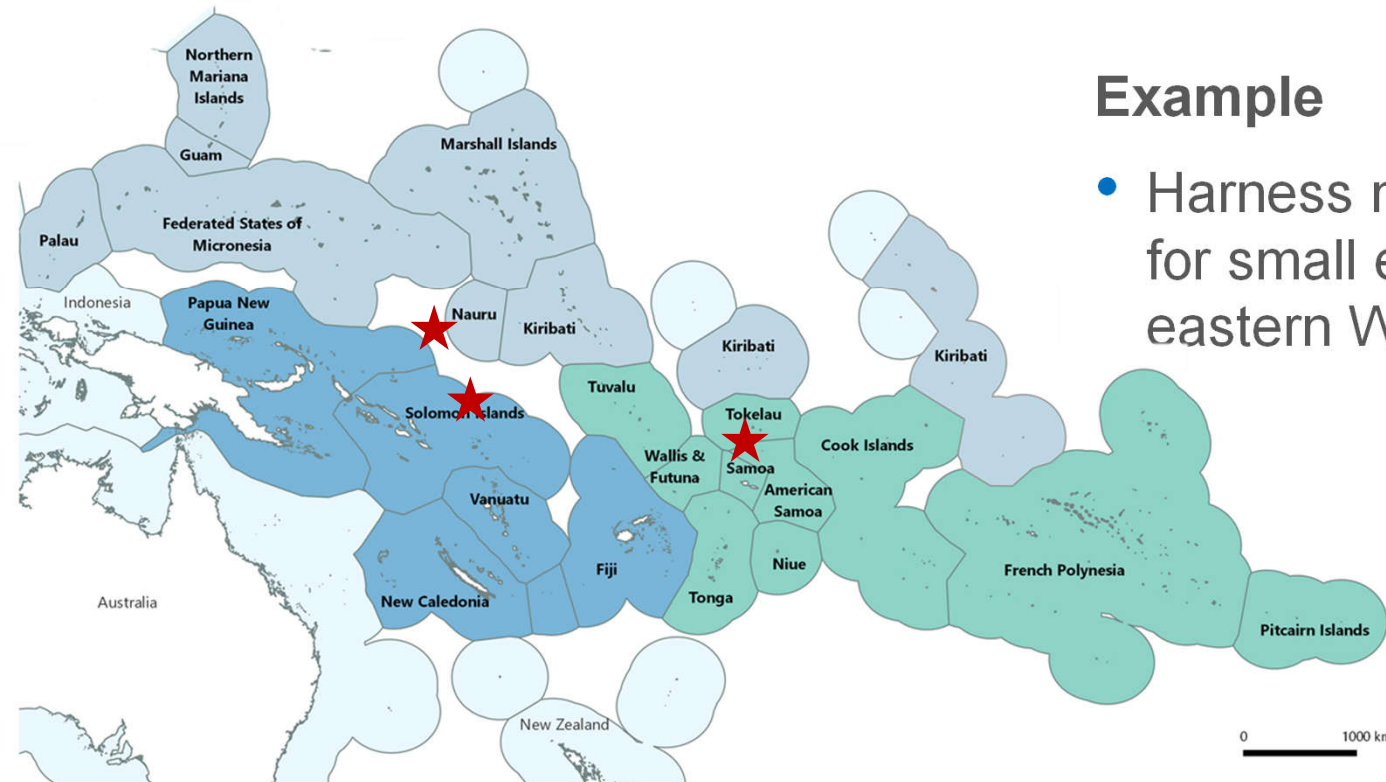 Northern
Mariana
Islands
Guam
Marshall Islands
Palau
Federated States of
Micronesia
Indonesia
Papua New
Guinea
Nauru
Kiribati
Kiribati
Kiribati
Tuvalu
Solomon Islands
Tokelau
Cook Islands
Wallis &
Futuna
Samoa
American
Samoa
Vanuatu
Fiji
Niue
Tonga
French Polynesia
New Caledonia
Australia
Pitcairn Islands
New Zealand
0 1000
Example
• Harness
for small
eastern